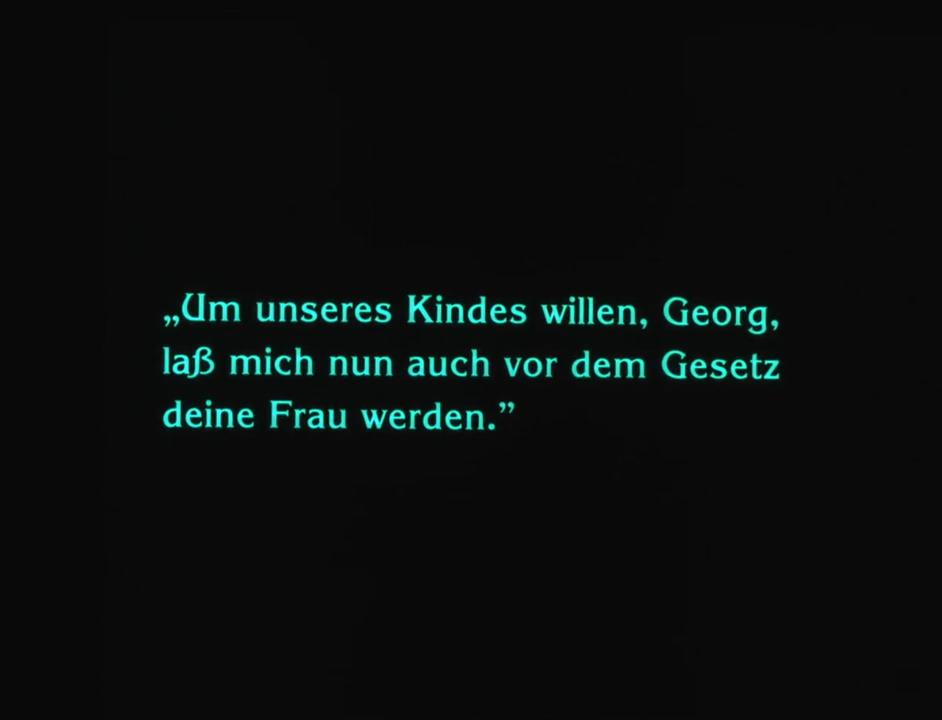 „Um unseres Kindes willen, Georg,
laß mich nun auch vor dem Gesetz
deine Frau werden.”